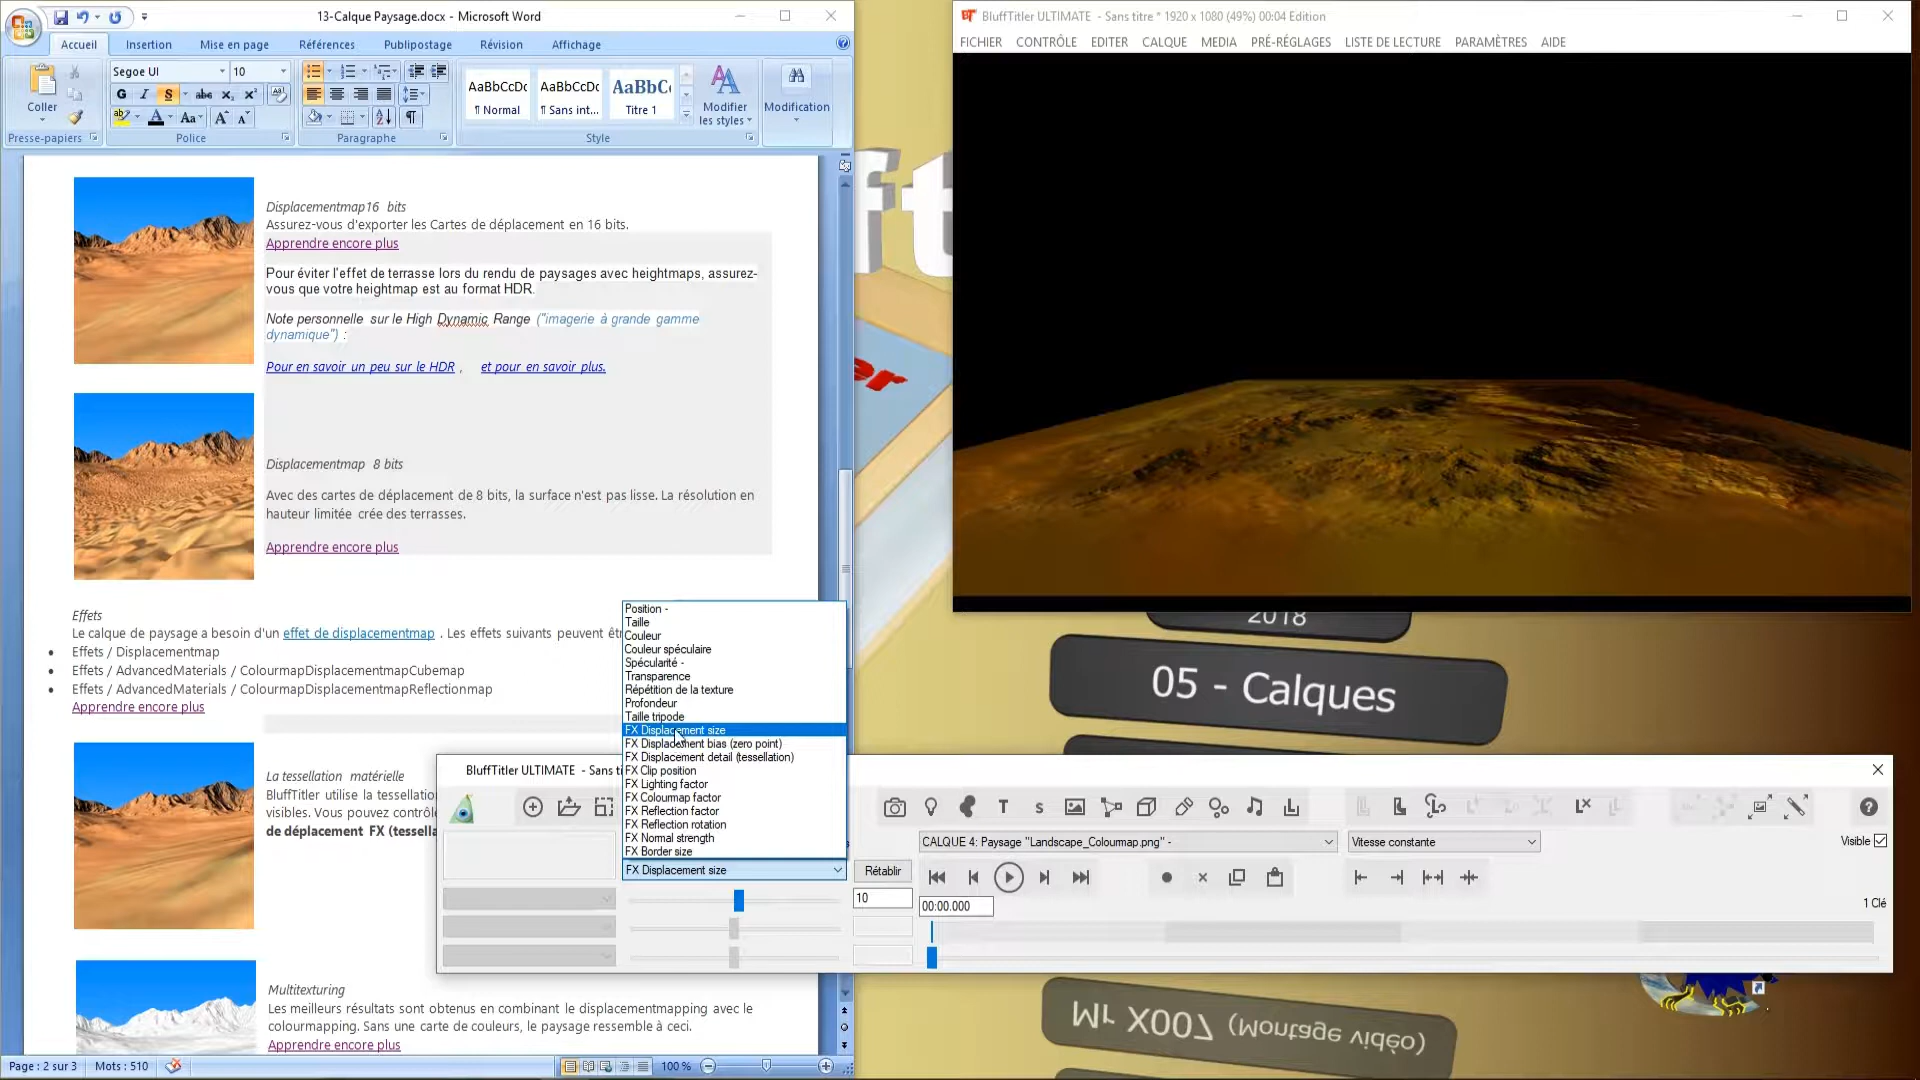 13-Calque Paysage.docx - Microsoft Word
Accueil
Insertion
Mise en page
Références
Publipostage
Révision
Affichage
Coller
Segoe UI
10
G
I
S
abc
Aa
AaBbCcDc
¶ Normal
AaBbCcDc
¶ Sans int...
AaBbC
Titre 1
Modifier
les styles
Modification
Presse-papiers
Police
Paragraphe
Style
Displacementmap16 bits
Assurez-vous d'exporter les Cartes de déplacement en 16 bits.
Apprendre encore plus
Pour éviter l'effet de terrasse lors du rendu de paysages avec heightmaps, assurez-
vous que votre heightmap est au format HDR.
Note personnelle sur le High Dynamic Range ("imagerie à grande gamme
dynamique") :
Pour en savoir un peu sur le HDR , et pour en savoir plus.
Displacementmap 8 bits
Avec des cartes de déplacement de 8 bits, la surface n'est pas lisse. La résolution en
hauteur limitée crée des terrasses.
Apprendre encore plus
Effets
Le calque de paysage a besoin d'un effet de displacementmap . Les effets suivants peuvent êt
• Effets / Displacementmap
• Effets / AdvancedMaterials / ColourmapDisplacementmapCubemap
• Effets / AdvancedMaterials / ColourmapDisplacementmapReflectionmap
Apprendre encore plus
La tessellation matérielle
BluffTitler utilise la tessellatio
visibles. Vous pouvez contrôle
de déplacement FX (tessella
Multitexturing
Les meilleurs résultats sont obtenus en combinant le displacementmapping avec le
colourmapping. Sans une carte de couleurs, le paysage ressemble à ceci.
Apprendre encore plus
Page : 2 sur 3
Mots : 510
100 %
BluffTitler ULTIMATE - Sans titre * 1920 x 1080 (49%) 00:04 Edition
FICHIER
CONTRÔLE
EDITER
CALQUE
MEDIA
PRÉ-RÉGLAGES
LISTE DE LECTURE
PARAMÈTRES
AIDE
ft
er
2018
05 - Calques
Mr X007 (Montage vidéo)
Position -
Taille
Couleur
Couleur spéculaire
Spécularité -
Transparence
Répétition de la texture
Profondeur
Taille tripode
FX Displacement size
FX Displacement bias (zero point)
FX Displacement detail (tessellation)
FX Clip position
FX Lighting factor
FX Colourmap factor
FX Reflection factor
FX Reflection rotation
FX Normal strength
FX Border size
BluffTitler ULTIMATE - Sans ti
T
S
CALQUE 4: Paysage "Landscape_Colourmap.png" -
Vitesse constante
Visible
FX Displacement size
Rétablir
10
00:00.000
1 Clé